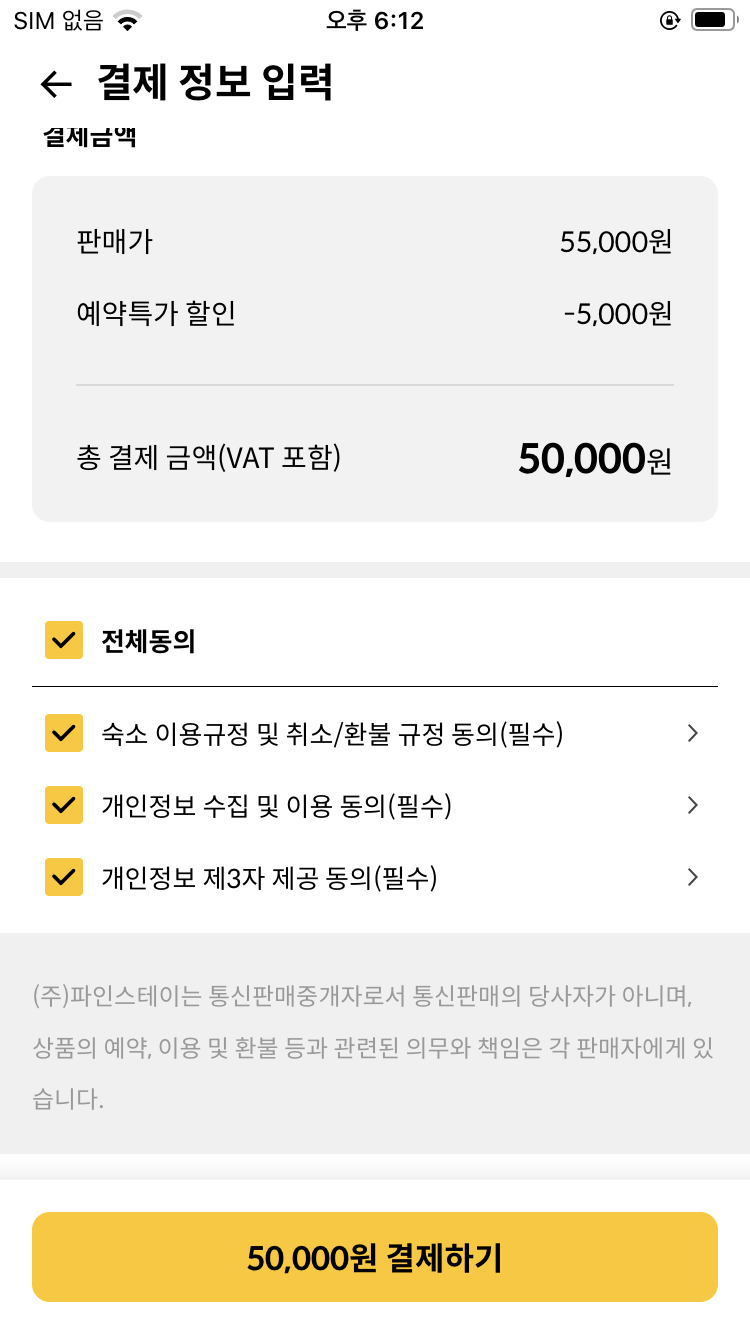 SIM 없음
오후 6:12
결제 정보 입력
결제금액
판매가 55,000원
예약특가 할인 -5,000원
총 결제 금액(VAT 포함) 50,000원
전체동의
숙소 이용규정 및 취소/환불 규정 동의(필수)
개인정보 수집 및 이용 동의(필수)
개인정보 제3자 제공 동의(필수)
(주)파인스테이는 통신판매중개자로서 통신판매의 당사자가 아니며,
상품의 예약, 이용 및 환불 등과 관련된 의무와 책임은 각 판매자에게 있
습니다.
50,000원 결제하기